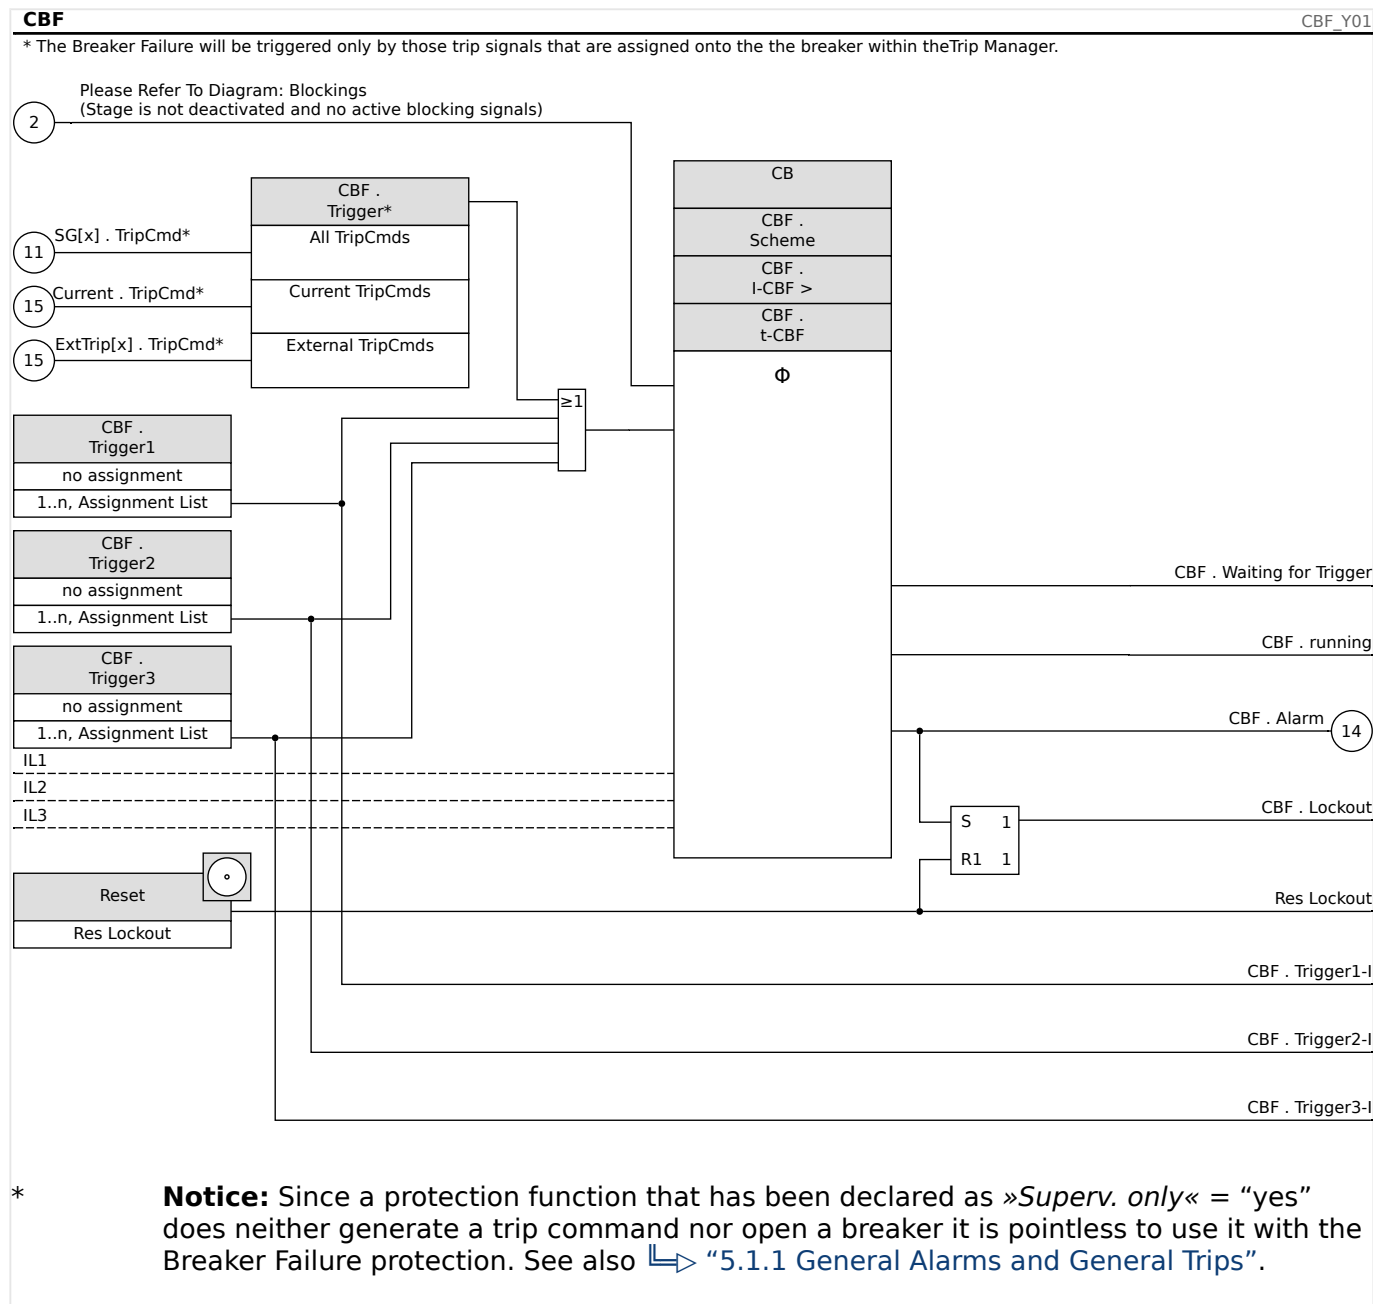 CBF
CBF_Y01
* The Breaker Failure will be triggered only by those trip signals that are assigned onto the the breaker within theTrip Manager.
Please Refer To Diagram: Blockings
(Stage is not deactivated and no active blocking signals)
2
CB
CBF .
Scheme
CBF .
I-CBF >
CBF .
t-CBF
Φ
CBF .
Trigger*
All TripCmds
Current TripCmds
External TripCmds
SG[x] . TripCmd*
11
Current . TripCmd*
15
ExtTrip[x] . TripCmd*
15
≥1
CBF .
Trigger1
no assignment
1..n, Assignment List
CBF .
Trigger2
no assignment
1..n, Assignment List
CBF .
Trigger3
no assignment
1..n, Assignment List
IL1
IL2
IL3
CBF . Waiting for Trigger
CBF . running
CBF . Alarm
14
S 1
R1 1
CBF . Lockout
Reset
Res Lockout
Res Lockout
CBF . Trigger1-I
CBF . Trigger2-I
CBF . Trigger3-I
* Notice: Since a protection function that has been declared as »Superv. only« = “yes”
does neither generate a trip command nor open a breaker it is pointless to use it with the
Breaker Failure protection. See also “5.1.1 General Alarms and General Trips”.